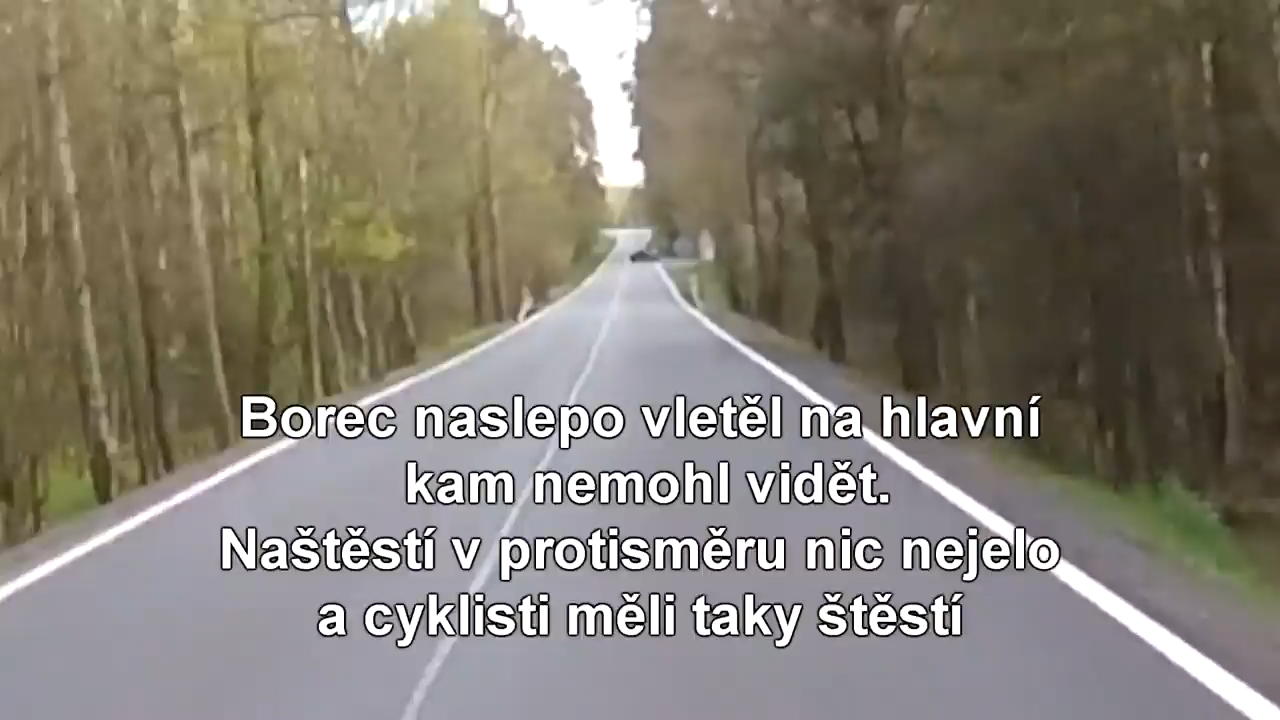 Borec naslepo vletěl na hlavní
kam nemohl vidět.
Naštěstí v protisměru nic nejelo
a cyklisti měli taky štěstí